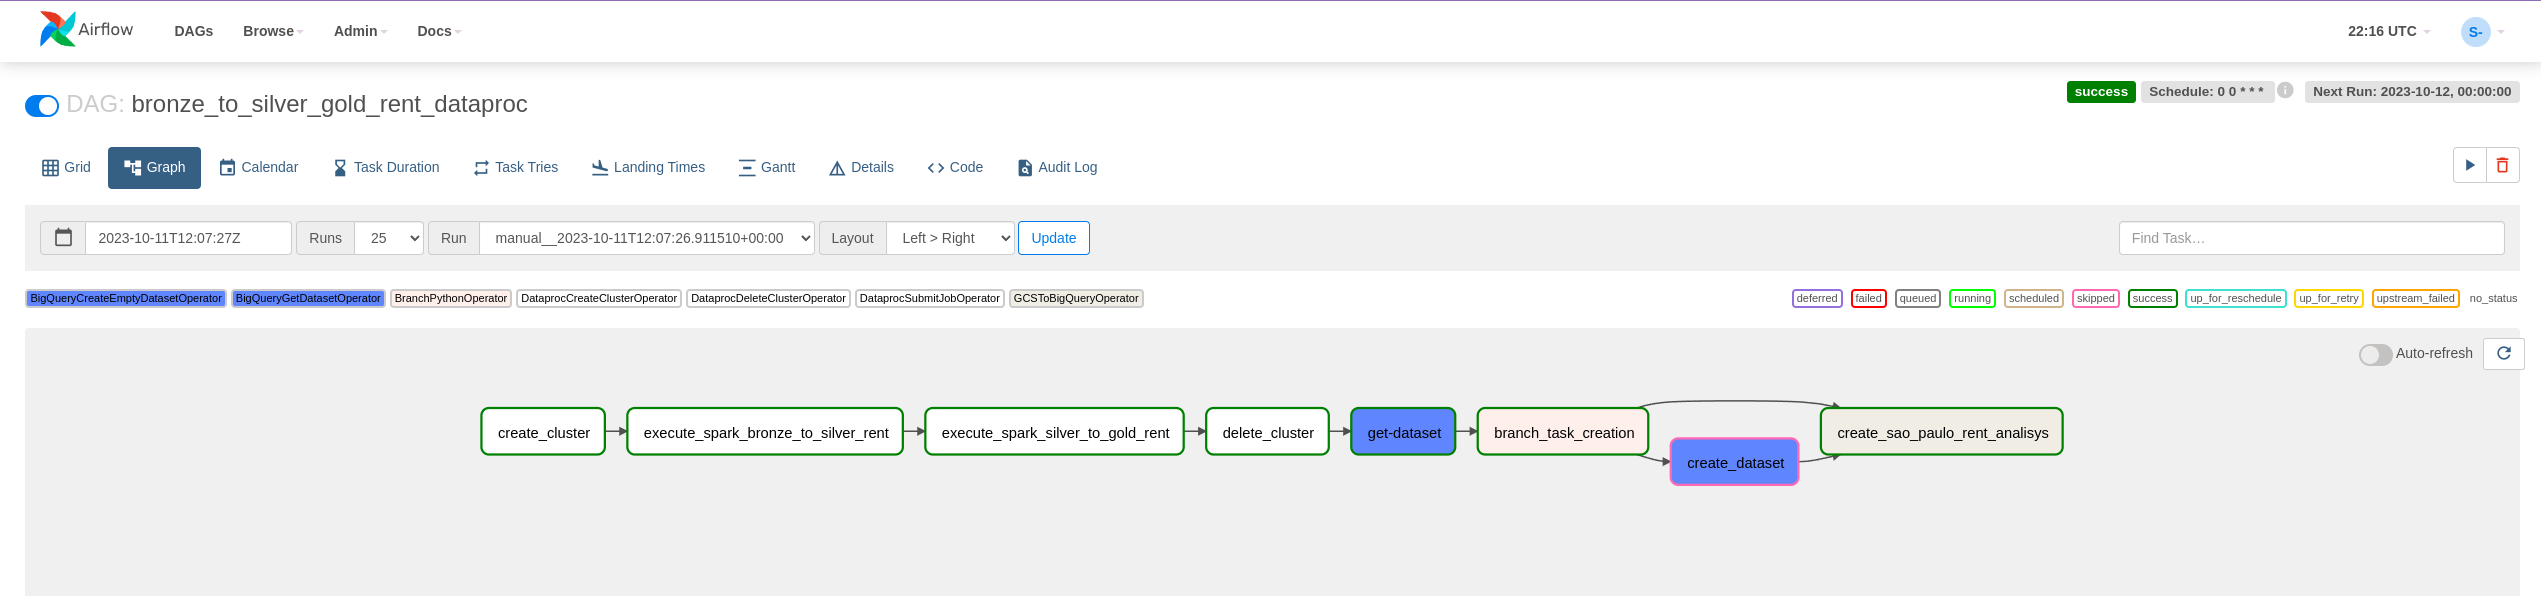 Airflow DAGs Browse Admin Docs 22:16 UTC S-
DAG: bronze_to_silver_gold_rent_dataproc success Schedule: 0 0 * * * i Next Run: 2023-10-12, 00:00:00
Grid Graph Calendar Task Duration Task Tries Landing Times Gantt Details Code Audit Log
2023-10-11T12:07:27Z Runs 25 Run manual__2023-10-11T12:07:26.911510+00:00 Layout Left > Right Update Find Task…
BigQueryCreateEmptyDatasetOperator BigQueryGetDatasetOperator BranchPythonOperator DataprocCreateClusterOperator DataprocDeleteClusterOperator DataprocSubmitJobOperator GCSToBigQueryOperator deferred failed queued running scheduled skipped success up_for_reschedule up_for_retry upstream_failed no_status
Auto-refresh
create_cluster execute_spark_bronze_to_silver_rent execute_spark_silver_to_gold_rent delete_cluster get-dataset branch_task_creation create_sao_paulo_rent_analisys
create_dataset